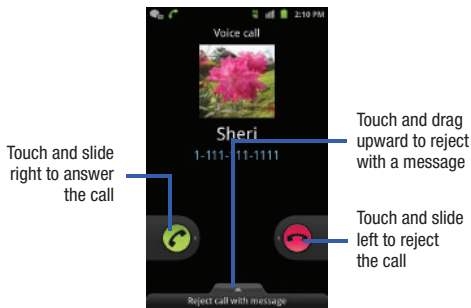 2:10 PM
Voice call
Sheri
1-111-111-1111
Touch and slide
right to answer
the call
Touch and drag
upward to reject
with a message
Touch and slide
left to reject
the call
Reject call with message